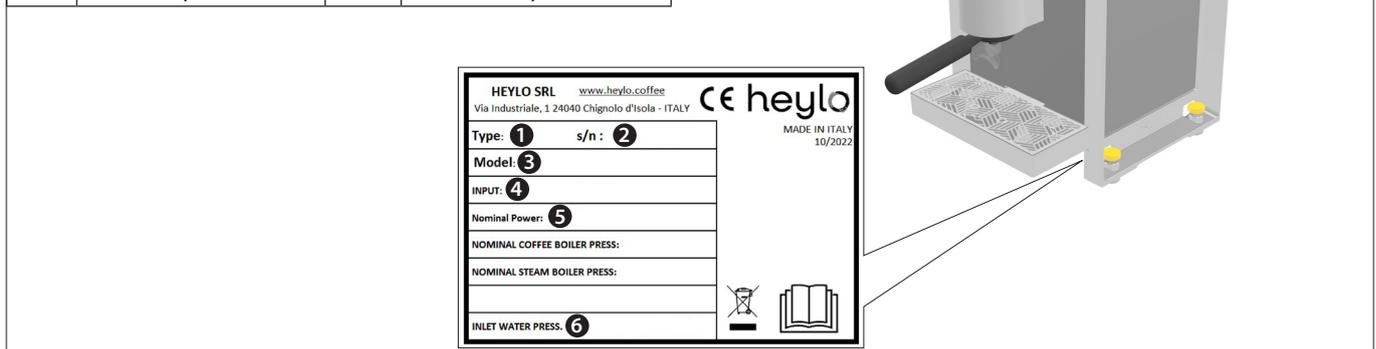 HEYLO SRL www.heylo.coffee
Via Industriale, 1 24040 Chignolo d'Isola - ITALY
CE heylo
MADE IN ITALY
10/2022
Type: 1 s/n : 2
Model: 3
INPUT: 4
Nominal Power: 5
NOMINAL COFFEE BOILER PRESS:
NOMINAL STEAM BOILER PRESS:
INLET WATER PRESS. 6